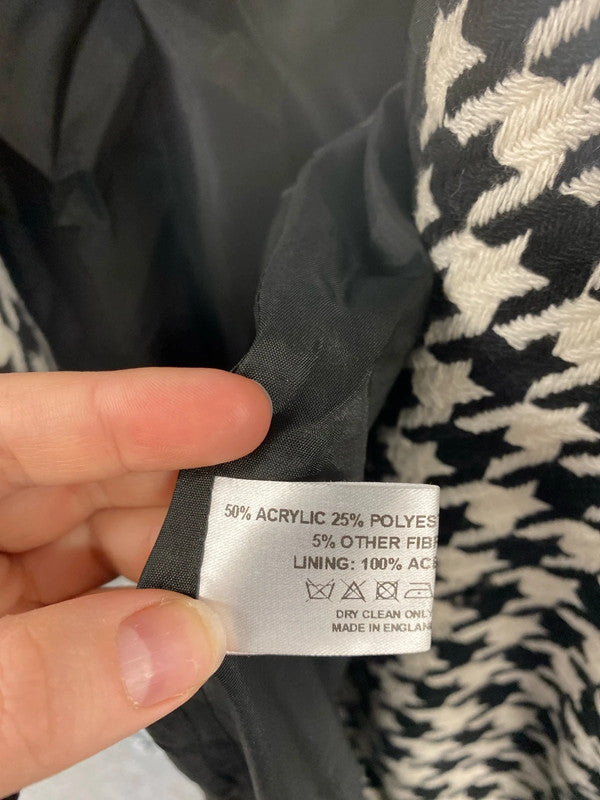 50% ACRYLIC 25% POLYES
5% OTHER FIB
LINING: 100% AC
DRY CLEAN ONLY
MADE IN ENGLAND